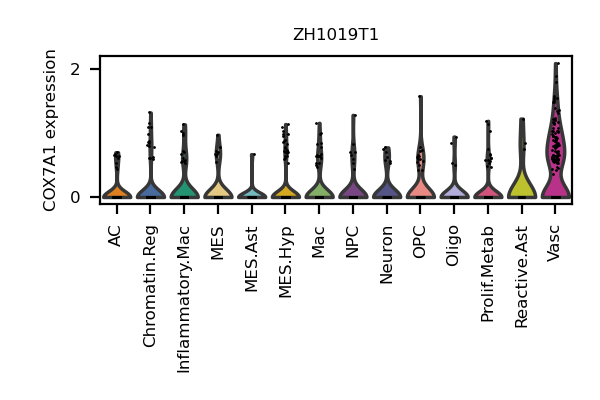 ZH1019T1
COX7A1 expression
2
0
AC
Chromatin.Reg
Inflammatory.Mac
MES
MES.Ast
MES.Hyp
Mac
NPC
Neuron
OPC
Oligo
Prolif.Metab
Reactive.Ast
Vasc